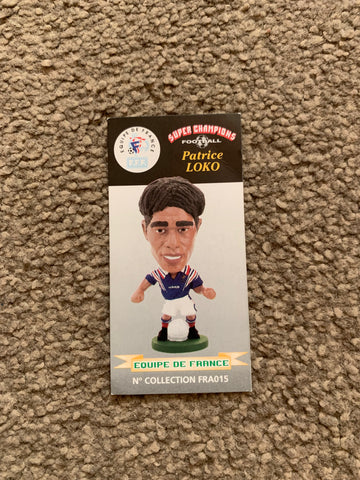 EQUIPE DE FRANCE
F.F.F.
SUPER CHAMPIONS
FOOTBALL
Patrice
LOKO
EQUIPE DE FRANCE
N° COLLECTION FRA015